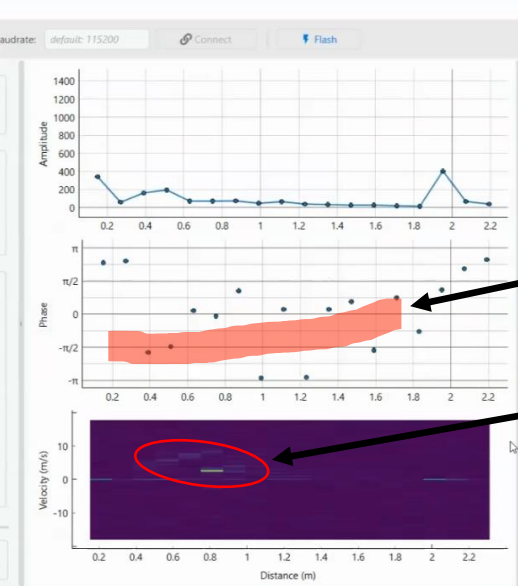 audrate: default: 115200 Connect Flash
Amplitude
1400
1200
1000
800
600
400
200
0
0.2 0.4 0.6 0.8 1 1.2 1.4 1.6 1.8 2 2.2
Phase
π
π/2
0
-π/2
-π
0.2 0.4 0.6 0.8 1 1.2 1.4 1.6 1.8 2 2.2
Velocity (m/s)
10
0
-10
0.2 0.4 0.6 0.8 1 1.2 1.4 1.6 1.8 2 2.2
Distance (m)